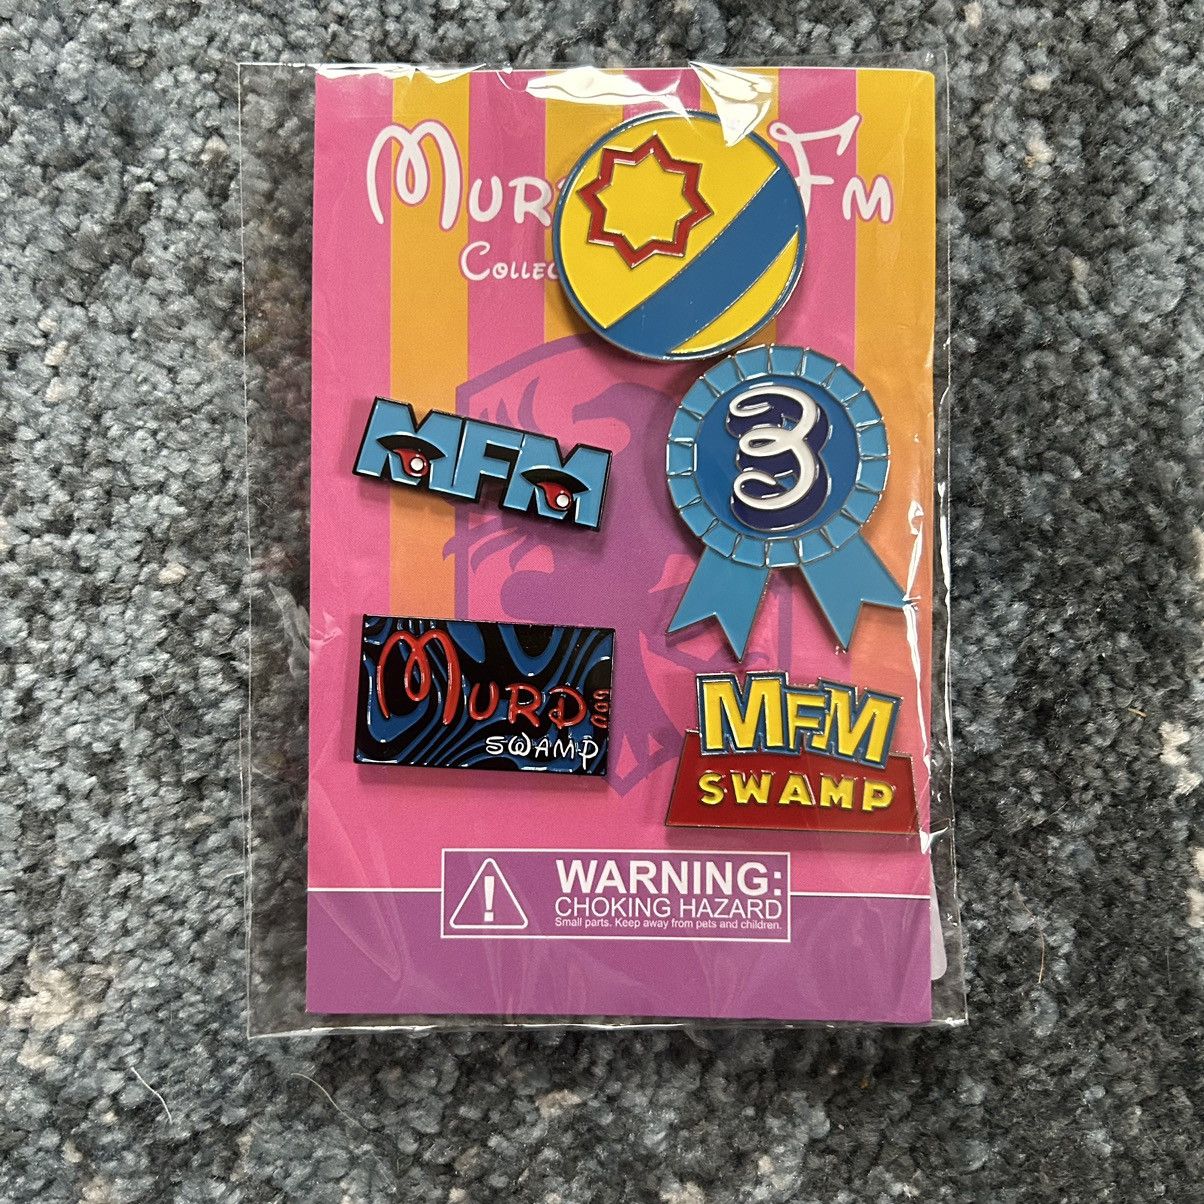 MURD FM
COLLEC
MFM
3
MURD
SWAMP
MFM
SWAMP
WARNING:
CHOKING HAZARD
Small parts. Keep away from pets and children.